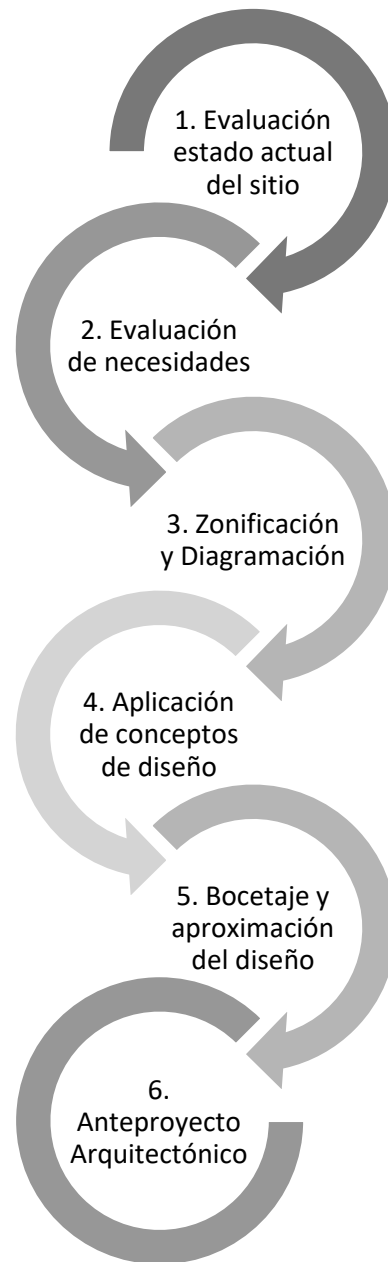 1. Evaluación
estado actual
del sitio
2. Evaluación
de necesidades
3. Zonificación
y Diagramación
4. Aplicación
de conceptos
de diseño
5. Bocetaje y
aproximación
del diseño
6.
Anteproyecto
Arquitectónico